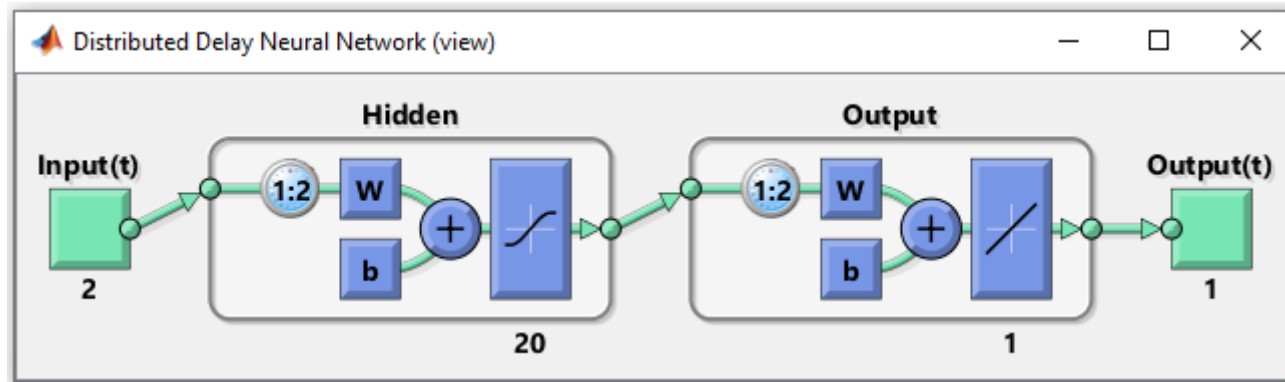 Distributed Delay Neural Network (view)
Hidden
Output
Input(t)
Output(t)
1:2
W
1:2
W
b
b
2
1
20
1